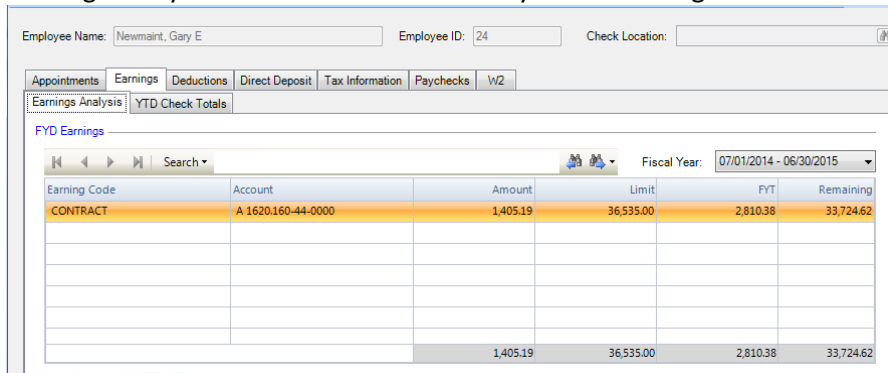 Employee Name: Newmaint, Gary E Employee ID: 24 Check Location:
Appointments Earnings Deductions Direct Deposit Tax Information Paychecks W2
Earnings Analysis YTD Check Totals
FYD Earnings
Search Fiscal Year: 07/01/2014 - 06/30/2015
Earning Code Account Amount Limit FYT Remaining
CONTRACT A 1620.160-44-0000 1,405.19 36,535.00 2,810.38 33,724.62
1,405.19 36,535.00 2,810.38 33,724.62